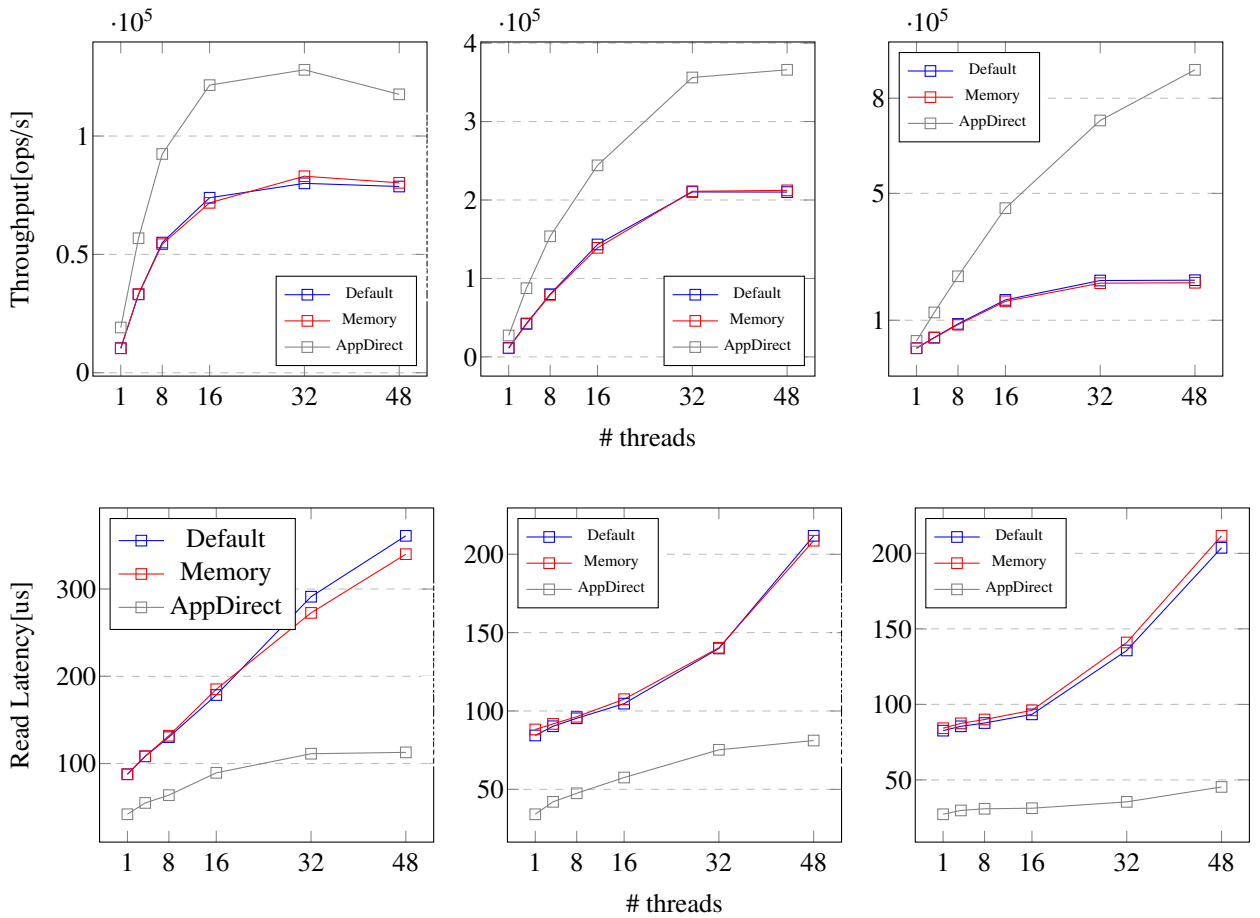 ·10^5
·10^5
·10^5
Throughput[ops/s]
1
0.5
0
Default
Memory
AppDirect
1 8 16 32 48
4
3
2
1
0
Default
Memory
AppDirect
1 8 16 32 48
8
5
1
Default
Memory
AppDirect
1 8 16 32 48
# threads
Read Latency[us]
300
200
100
Default
Memory
AppDirect
1 8 16 32 48
200
150
100
50
Default
Memory
AppDirect
1 8 16 32 48
200
150
100
50
Default
Memory
AppDirect
1 8 16 32 48
# threads